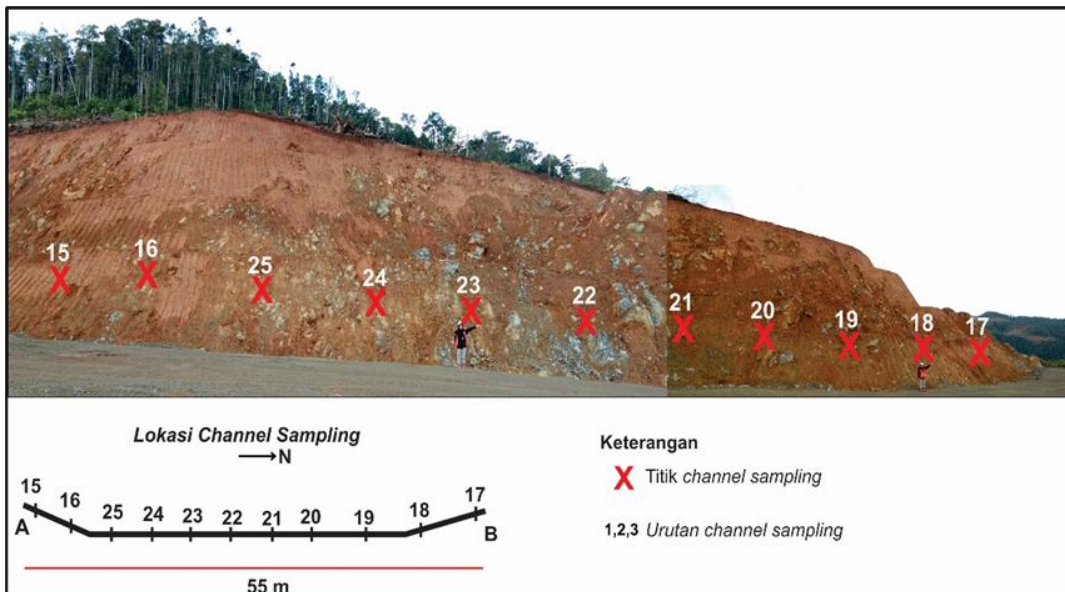 15
16
25
24
23
22
21
20
19
18
17
Lokasi Channel Sampling
→N
15
16
25
24
23
22
21
20
19
18
17
A
B
55 m
Keterangan
X Titik channel sampling
1,2,3 Urutan channel sampling